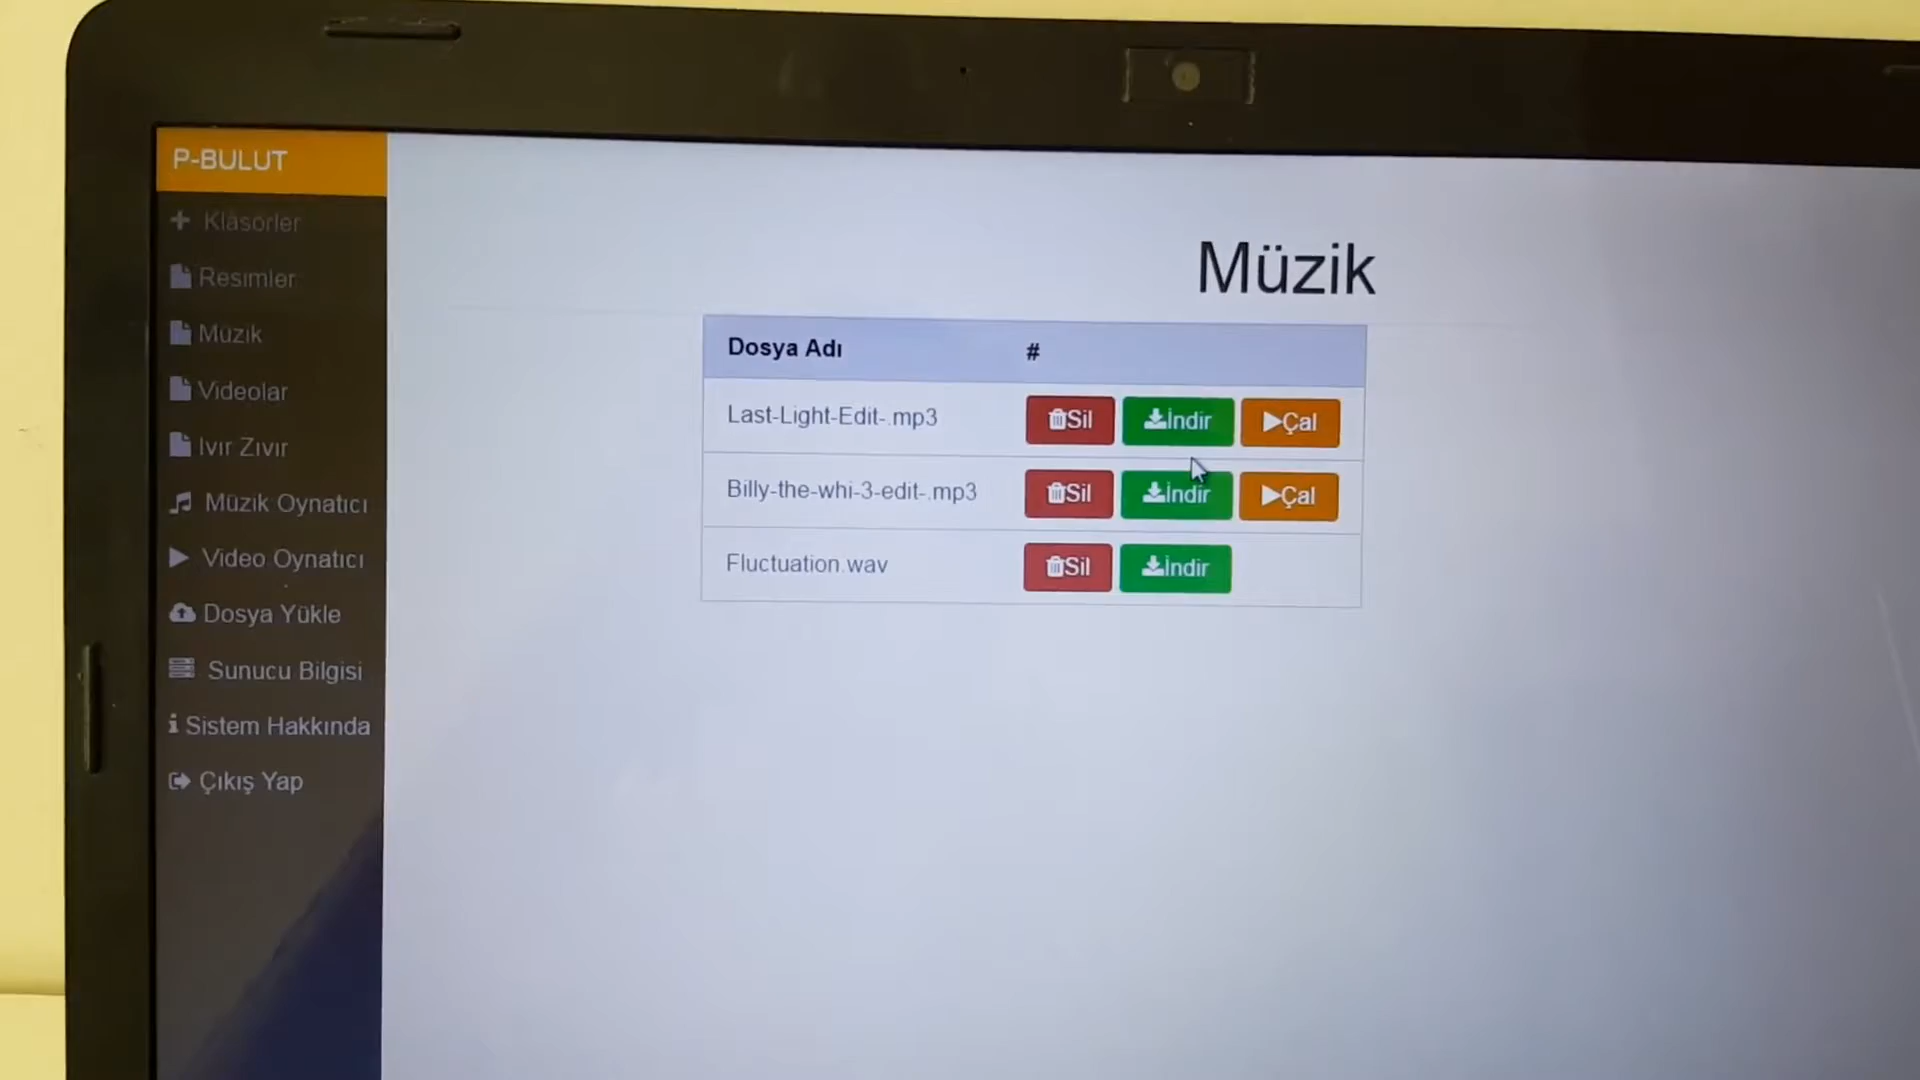 P-BULUT
Klasörler
Resimler
Müzik
Videolar
Ivır Zıvır
Müzik Oynatıcı
Video Oynatıcı
Dosya Yükle
Sunucu Bilgisi
Sistem Hakkında
Çıkış Yap
Müzik
Dosya Adı #
Last-Light-Edit-.mp3 Sil İndir Çal
Billy-the-whi-3-edit-.mp3 Sil İndir Çal
Fluctuation.wav Sil İndir